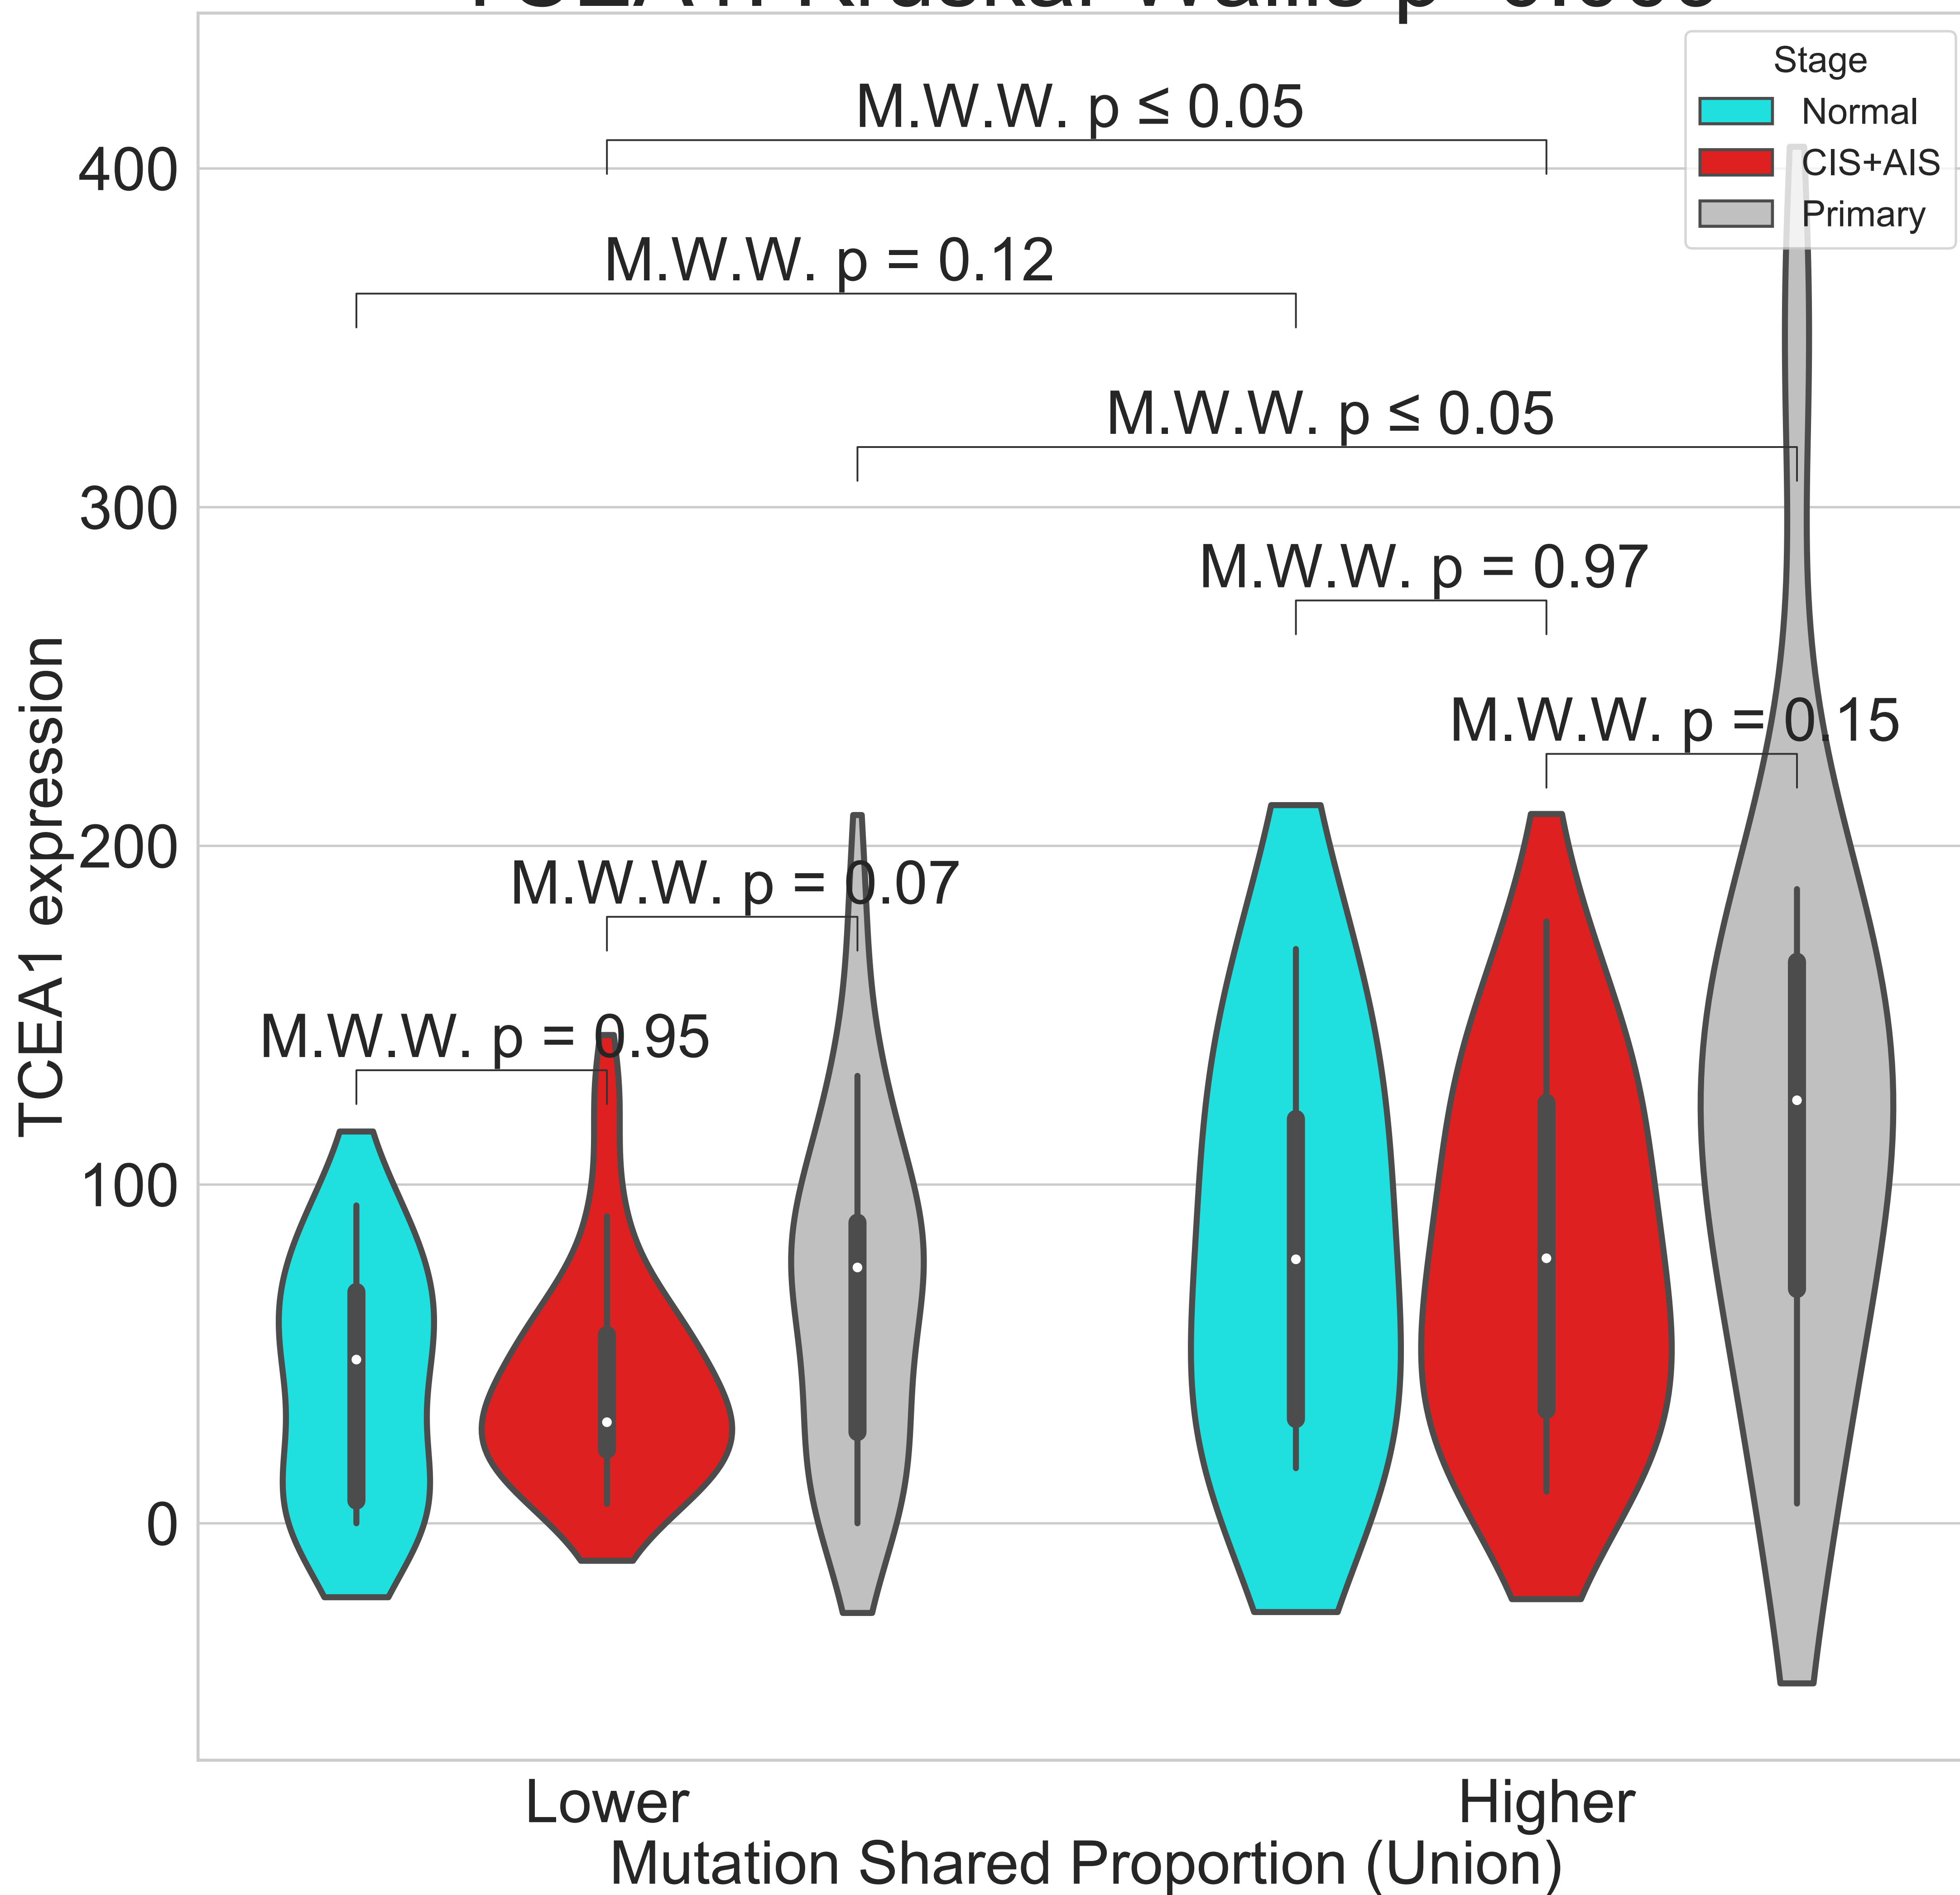 Stage
Normal
CIS+AIS
Primary
M.W.W. p ≤ 0.05
M.W.W. p = 0.12
M.W.W. p ≤ 0.05
M.W.W. p = 0.97
M.W.W. p = 0.15
M.W.W. p = 0.07
M.W.W. p = 0.95
400
300
200
100
0
TCEA1 expression
Lower
Higher
Mutation Shared Proportion (Union)